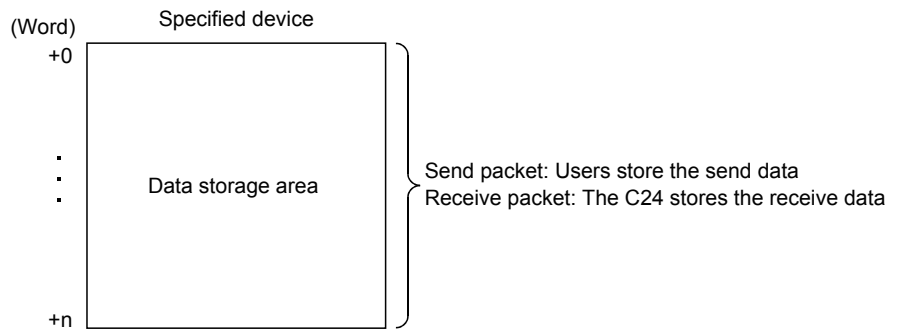 Specified device
(Word)
+0
.
.
.
Data storage area
Send packet: Users store the send data
Receive packet: The C24 stores the receive data
+n